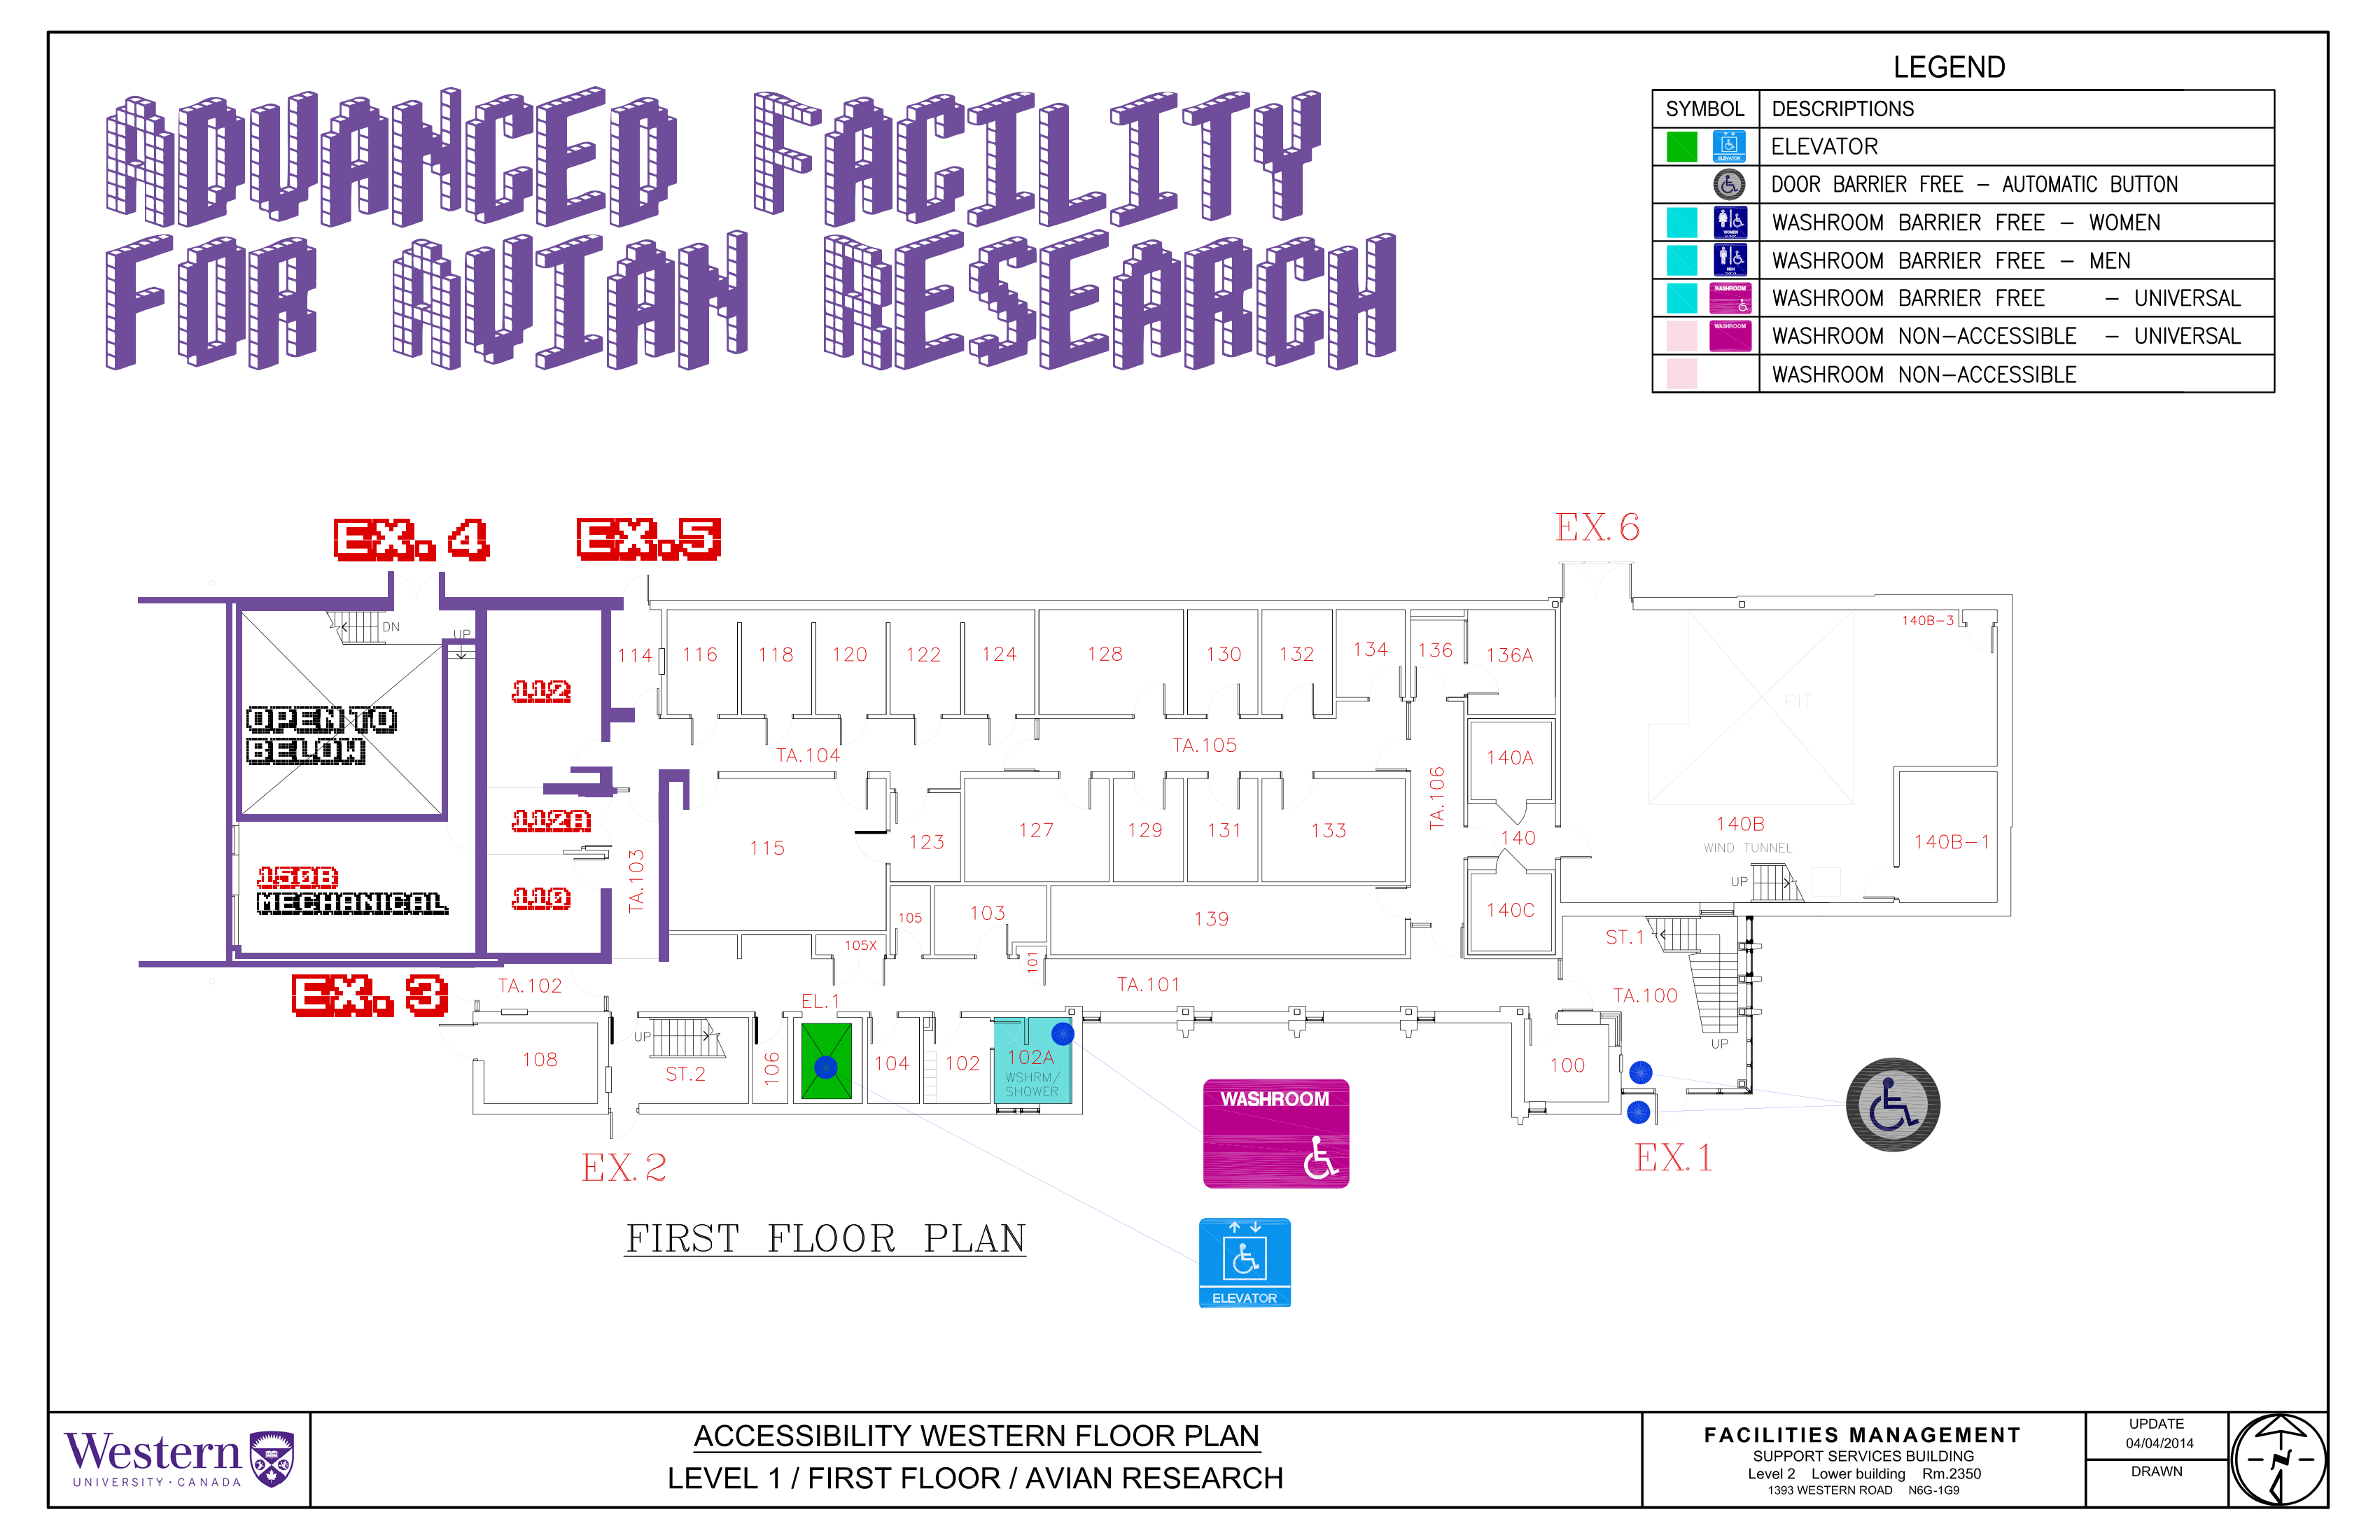 ADVANCED FACILITY
FOR AVIAN RESEARCH
LEGEND
SYMBOL DESCRIPTIONS
ELEVATOR ELEVATOR
DOOR BARRIER FREE - AUTOMATIC BUTTON
WOMEN WASHROOM BARRIER FREE - WOMEN
MEN WASHROOM BARRIER FREE - MEN
WASHROOM WASHROOM BARRIER FREE - UNIVERSAL
WASHROOM WASHROOM NON-ACCESSIBLE - UNIVERSAL
WASHROOM NON-ACCESSIBLE
EX. 4 EX.5 EX.6
DN
UP
140B-3
114 116 118 120 122 124 128 130 132 134 136 136A
112
PIT
OPEN TO
BELOW
TA.104 TA.105
140A
TA.106
112A
140B
WIND TUNNEL
115 123 127 129 131 133 140 140B-1
150B
MECHANICAL
110
TA.103
UP
105 103 139 140C
105X
101
ST.1
TA.102 TA.101 TA.100
EX. 3
EL.1
UP
UP
108 ST.2 106 104 102 102A
WSHRM/
SHOWER
100
WASHROOM
EX.2 EX.1
FIRST FLOOR PLAN
ELEVATOR
Western
UNIVERSITY · CANADA
ACCESSIBILITY WESTERN FLOOR PLAN
LEVEL 1 / FIRST FLOOR / AVIAN RESEARCH
FACILITIES MANAGEMENT
SUPPORT SERVICES BUILDING
Level 2 Lower building Rm.2350
1393 WESTERN ROAD N6G-1G9
UPDATE
04/04/2014
DRAWN
N